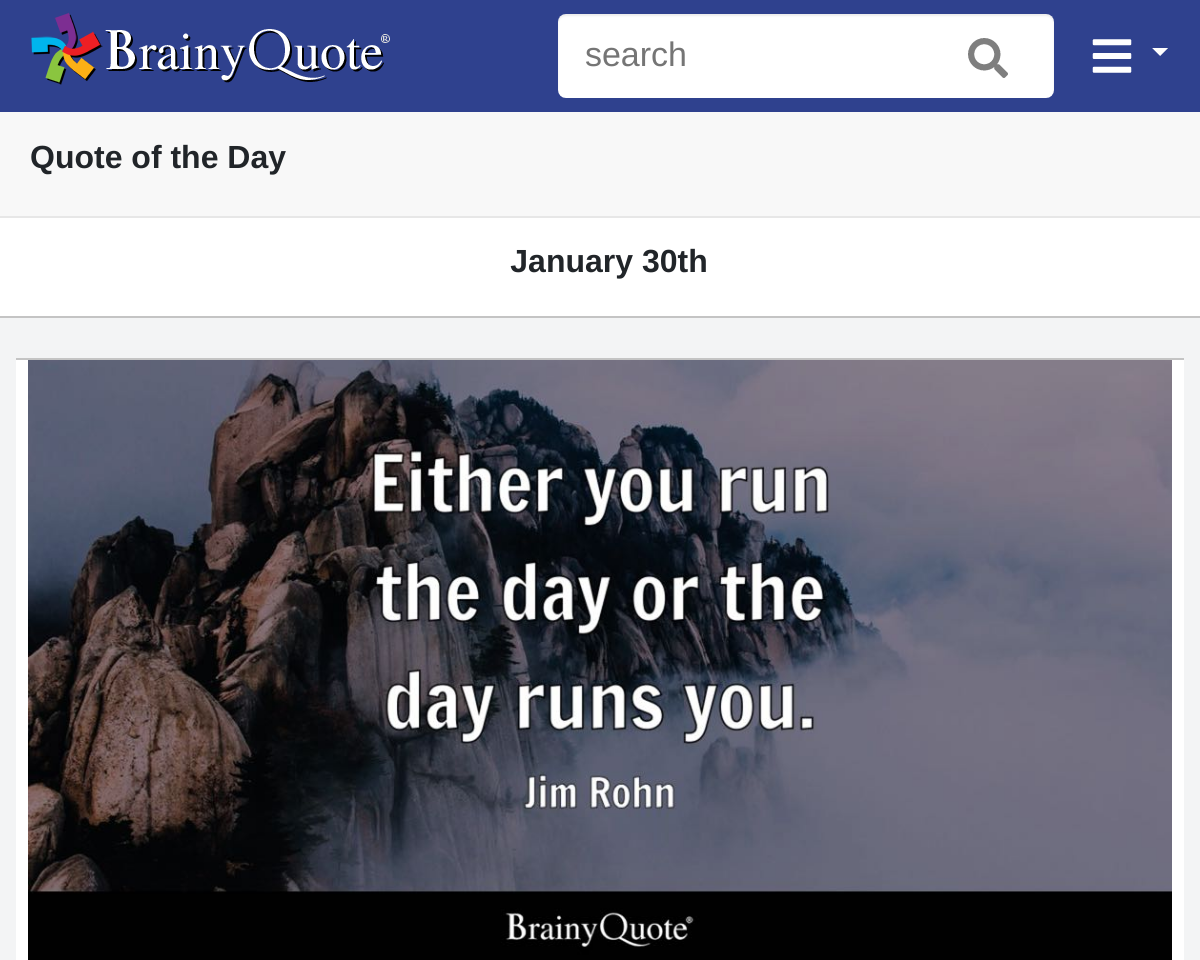 BrainyQuote®
search
Quote of the Day
January 30th
Either you run
the day or the
day runs you.
Jim Rohn
BrainyQuote®